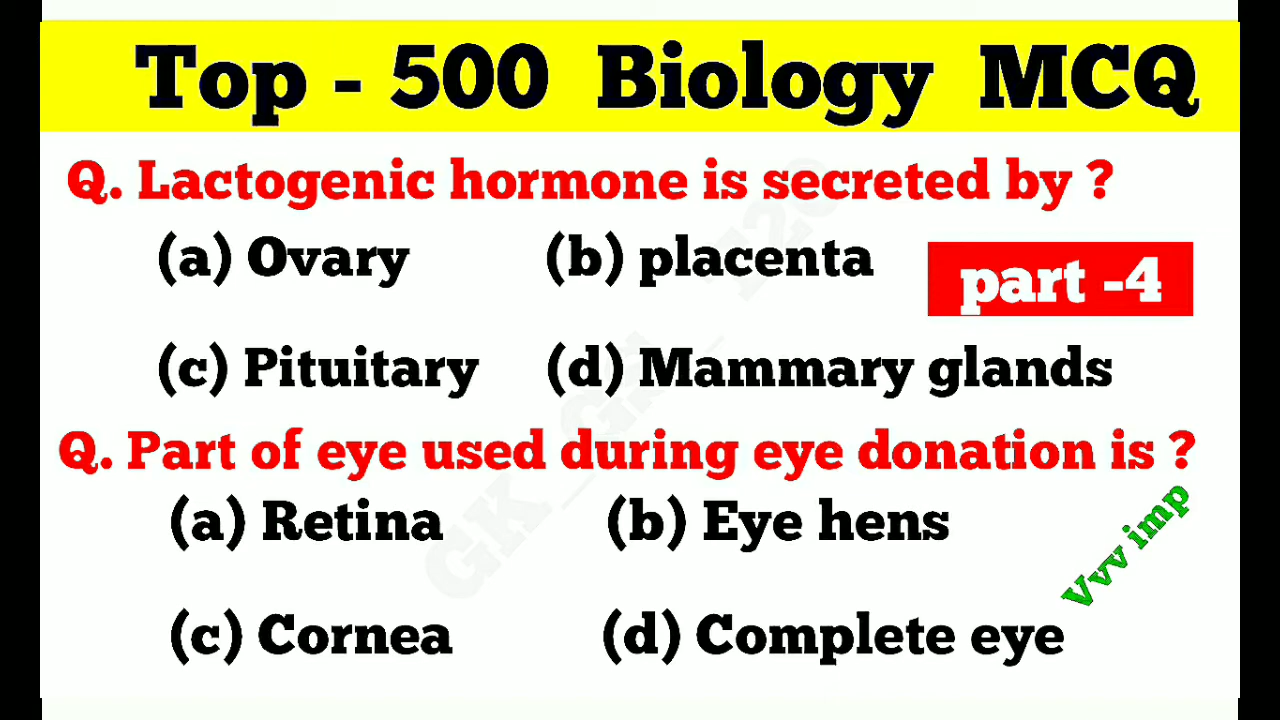 Top - 500 Biology MCQ
Q. Lactogenic hormone is secreted by ?
(a) Ovary (b) placenta
part -4
(c) Pituitary (d) Mammary glands
Q. Part of eye used during eye donation is ?
(a) Retina (b) Eye hens
Vvv imp
(c) Cornea (d) Complete eye